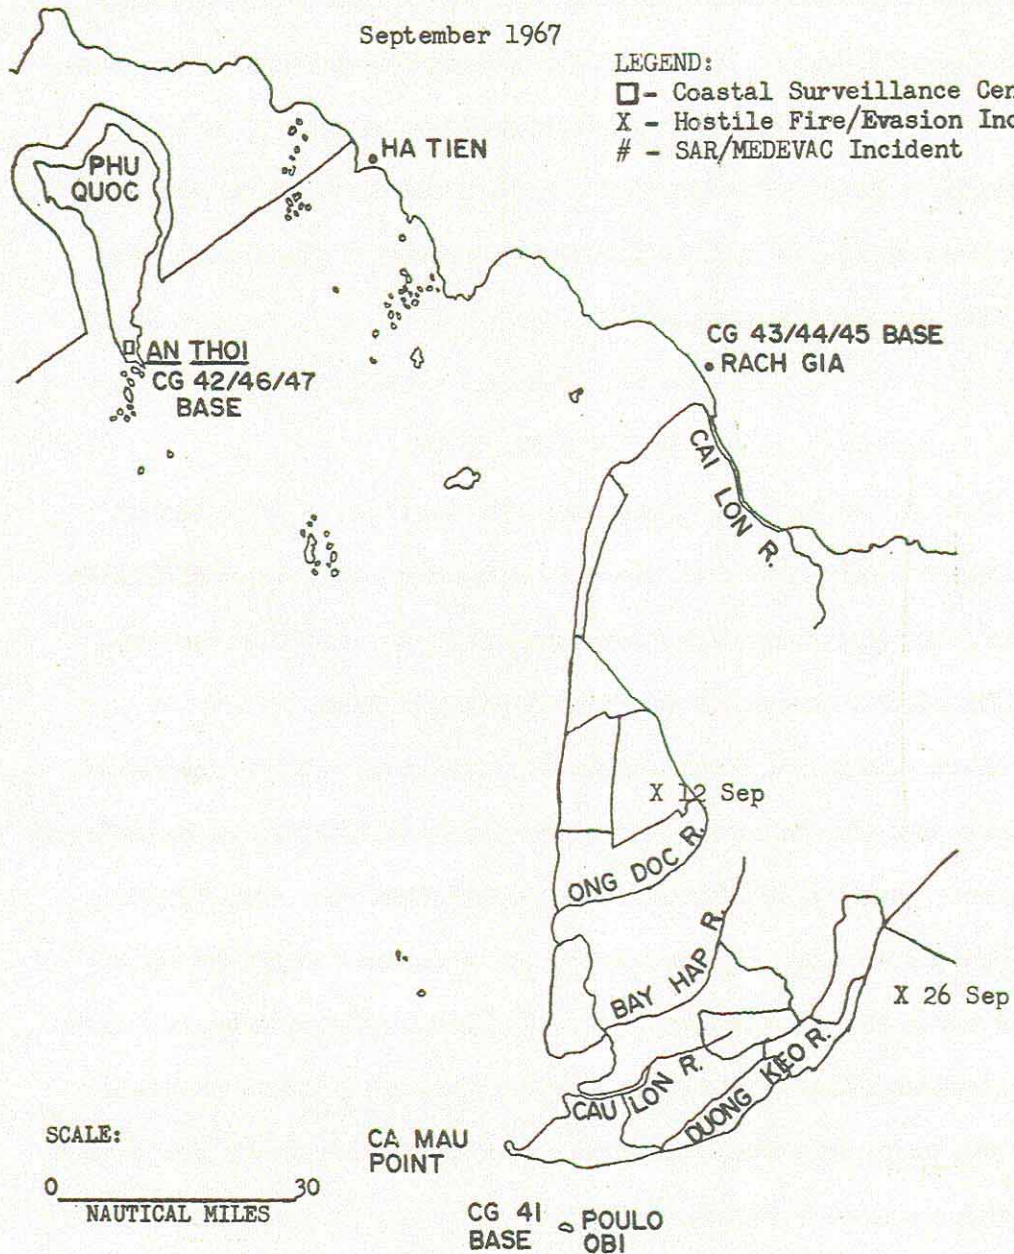 September 1967
LEGEND:
□- Coastal Surveillance Cen
X - Hostile Fire/Evasion Inc
# - SAR/MEDEVAC Incident
PHU
QUOC
HA TIEN
CG 43/44/45 BASE
RACH GIA
AN THOI
CG 42/46/47
BASE
CAI LON R.
X 12 Sep
ONG DOC R.
BAY HAP R.
X 26 Sep
CAU LON R.
DUONG KEO R.
SCALE:
0 30
NAUTICAL MILES
CA MAU
POINT
CG 41
BASE
POULO
OBI